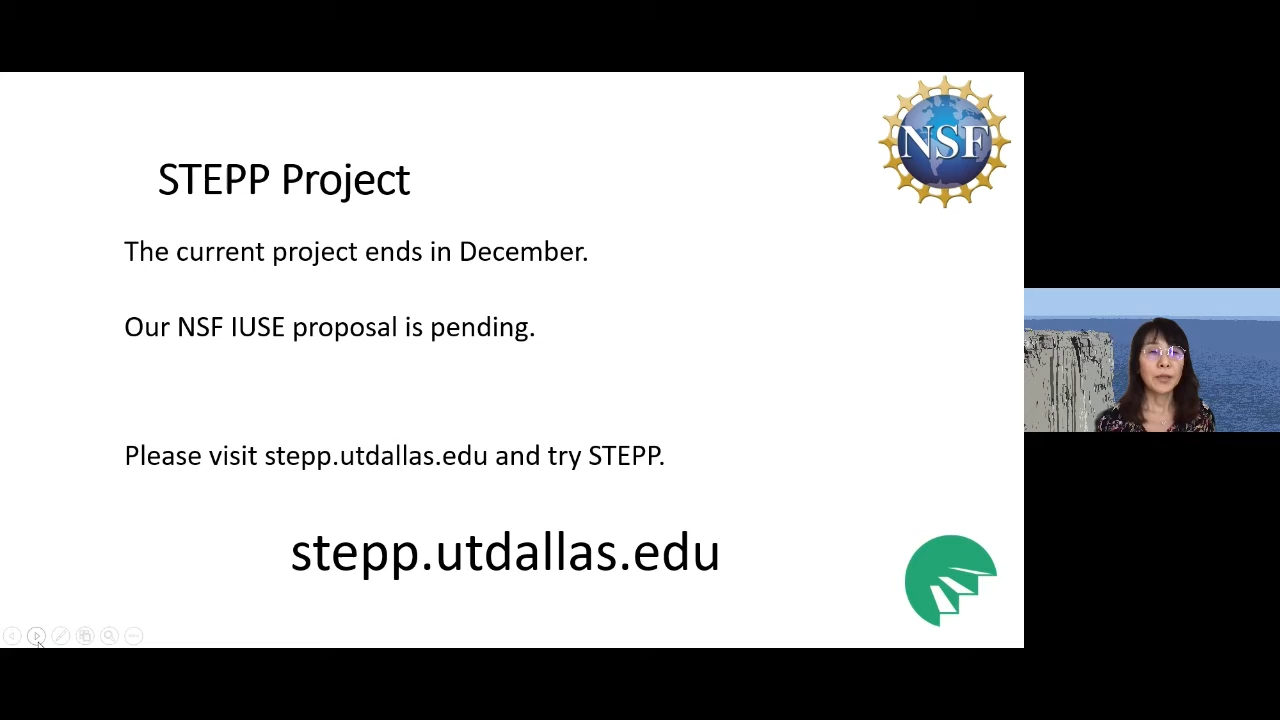 NSF
STEPP Project
The current project ends in December.
Our NSF IUSE proposal is pending.
Please visit stepp.utdallas.edu and try STEPP.
stepp.utdallas.edu